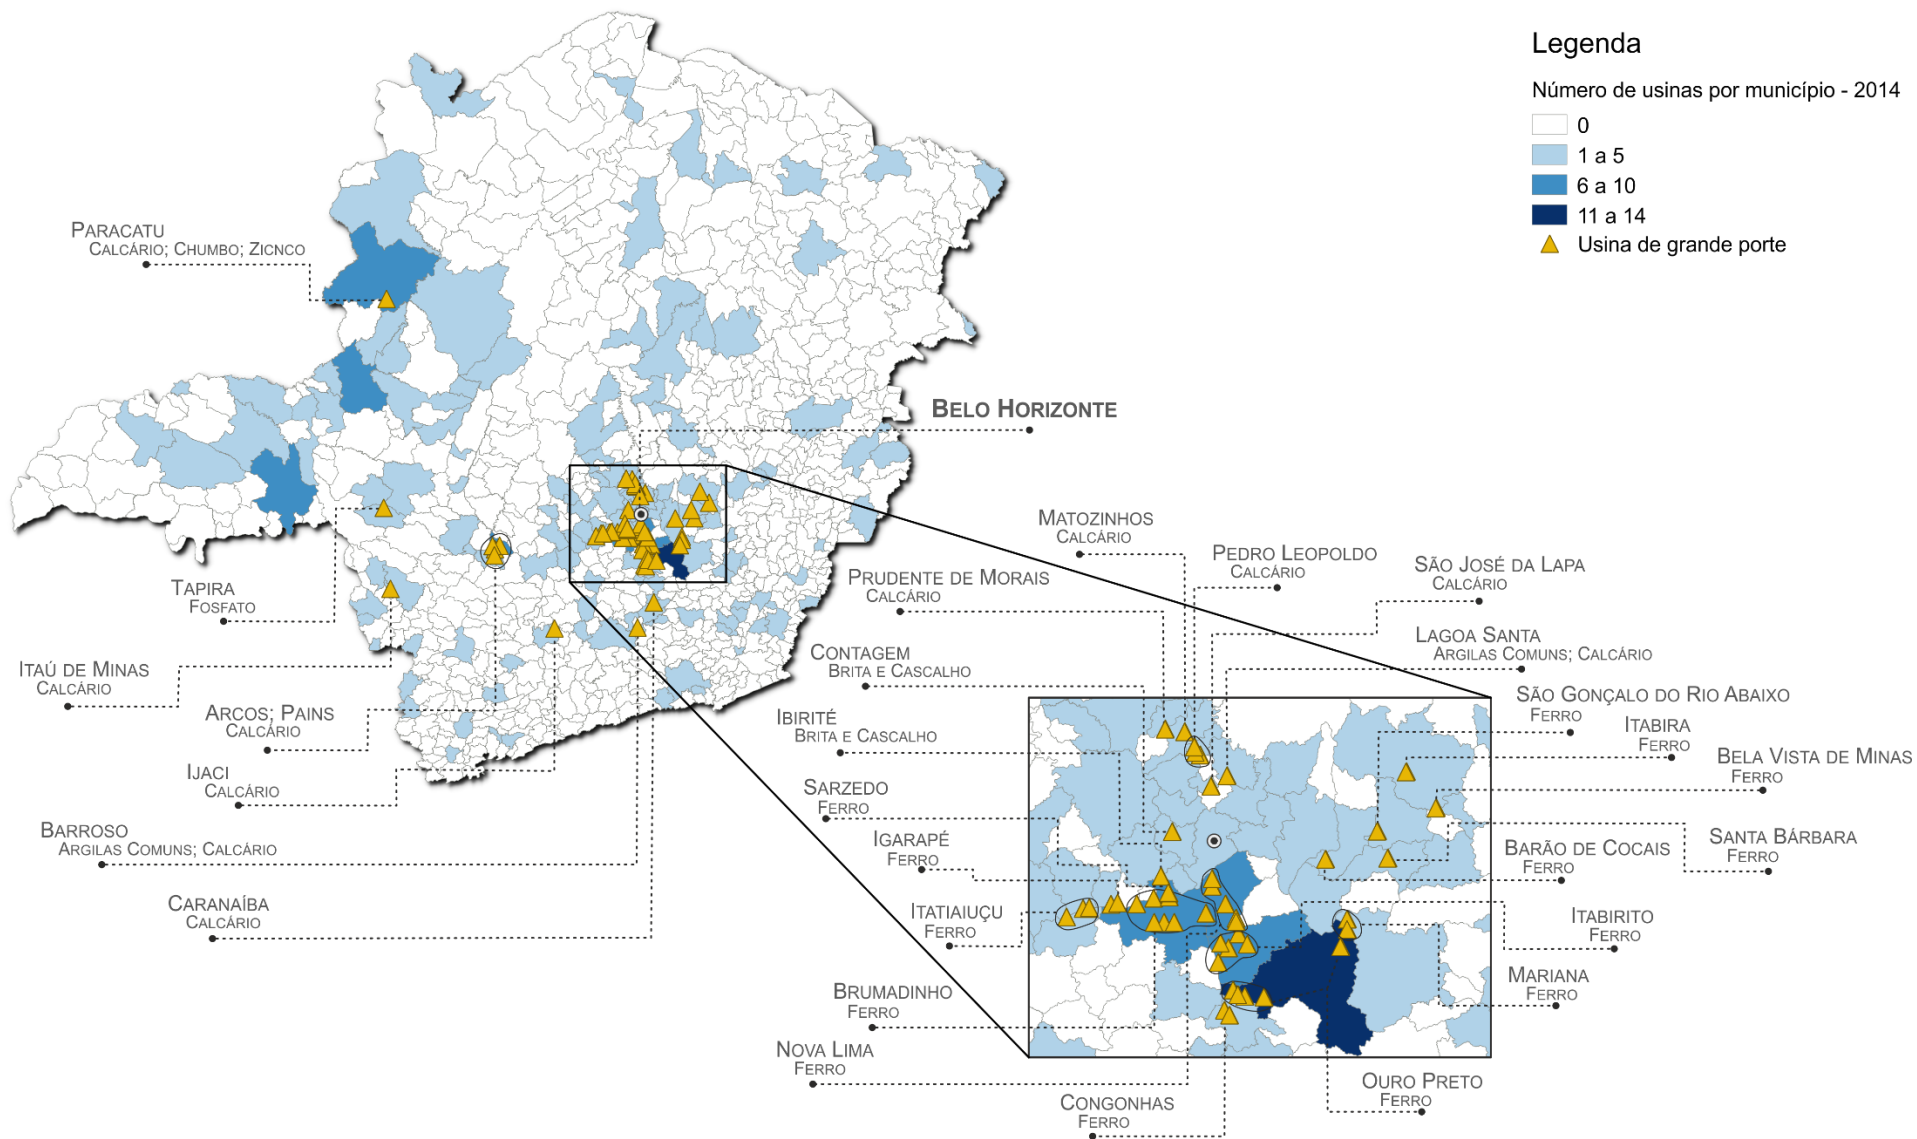 Legenda
Número de usinas por município - 2014
0
1 a 5
6 a 10
11 a 14
Usina de grande porte
PARACATU
CALCÁRIO; CHUMBO; ZICNCO
BELO HORIZONTE
MATOZINHOS
CALCÁRIO
PEDRO LEOPOLDO
CALCÁRIO
SÃO JOSÉ DA LAPA
CALCÁRIO
PRUDENTE DE MORAIS
CALCÁRIO
TAPIRA
FOSFATO
LAGOA SANTA
ARGILAS COMUNS; CALCÁRIO
CONTAGEM
BRITA E CASCALHO
ITAÚ DE MINAS
CALCÁRIO
SÃO GONÇALO DO RIO ABAIXO
FERRO
ARCOS; PAINS
CALCÁRIO
IBIRITÉ
BRITA E CASCALHO
ITABIRA
FERRO
BELA VISTA DE MINAS
FERRO
IJACI
CALCÁRIO
SARZEDO
FERRO
BARROSO
ARGILAS COMUNS; CALCÁRIO
IGARAPÉ
FERRO
BARÃO DE COCAIS
FERRO
SANTA BÁRBARA
FERRO
CARANAÍBA
CALCÁRIO
ITATIAIUÇU
FERRO
ITABIRITO
FERRO
MARIANA
FERRO
BRUMADINHO
FERRO
NOVA LIMA
FERRO
OURO PRETO
FERRO
CONGONHAS
FERRO